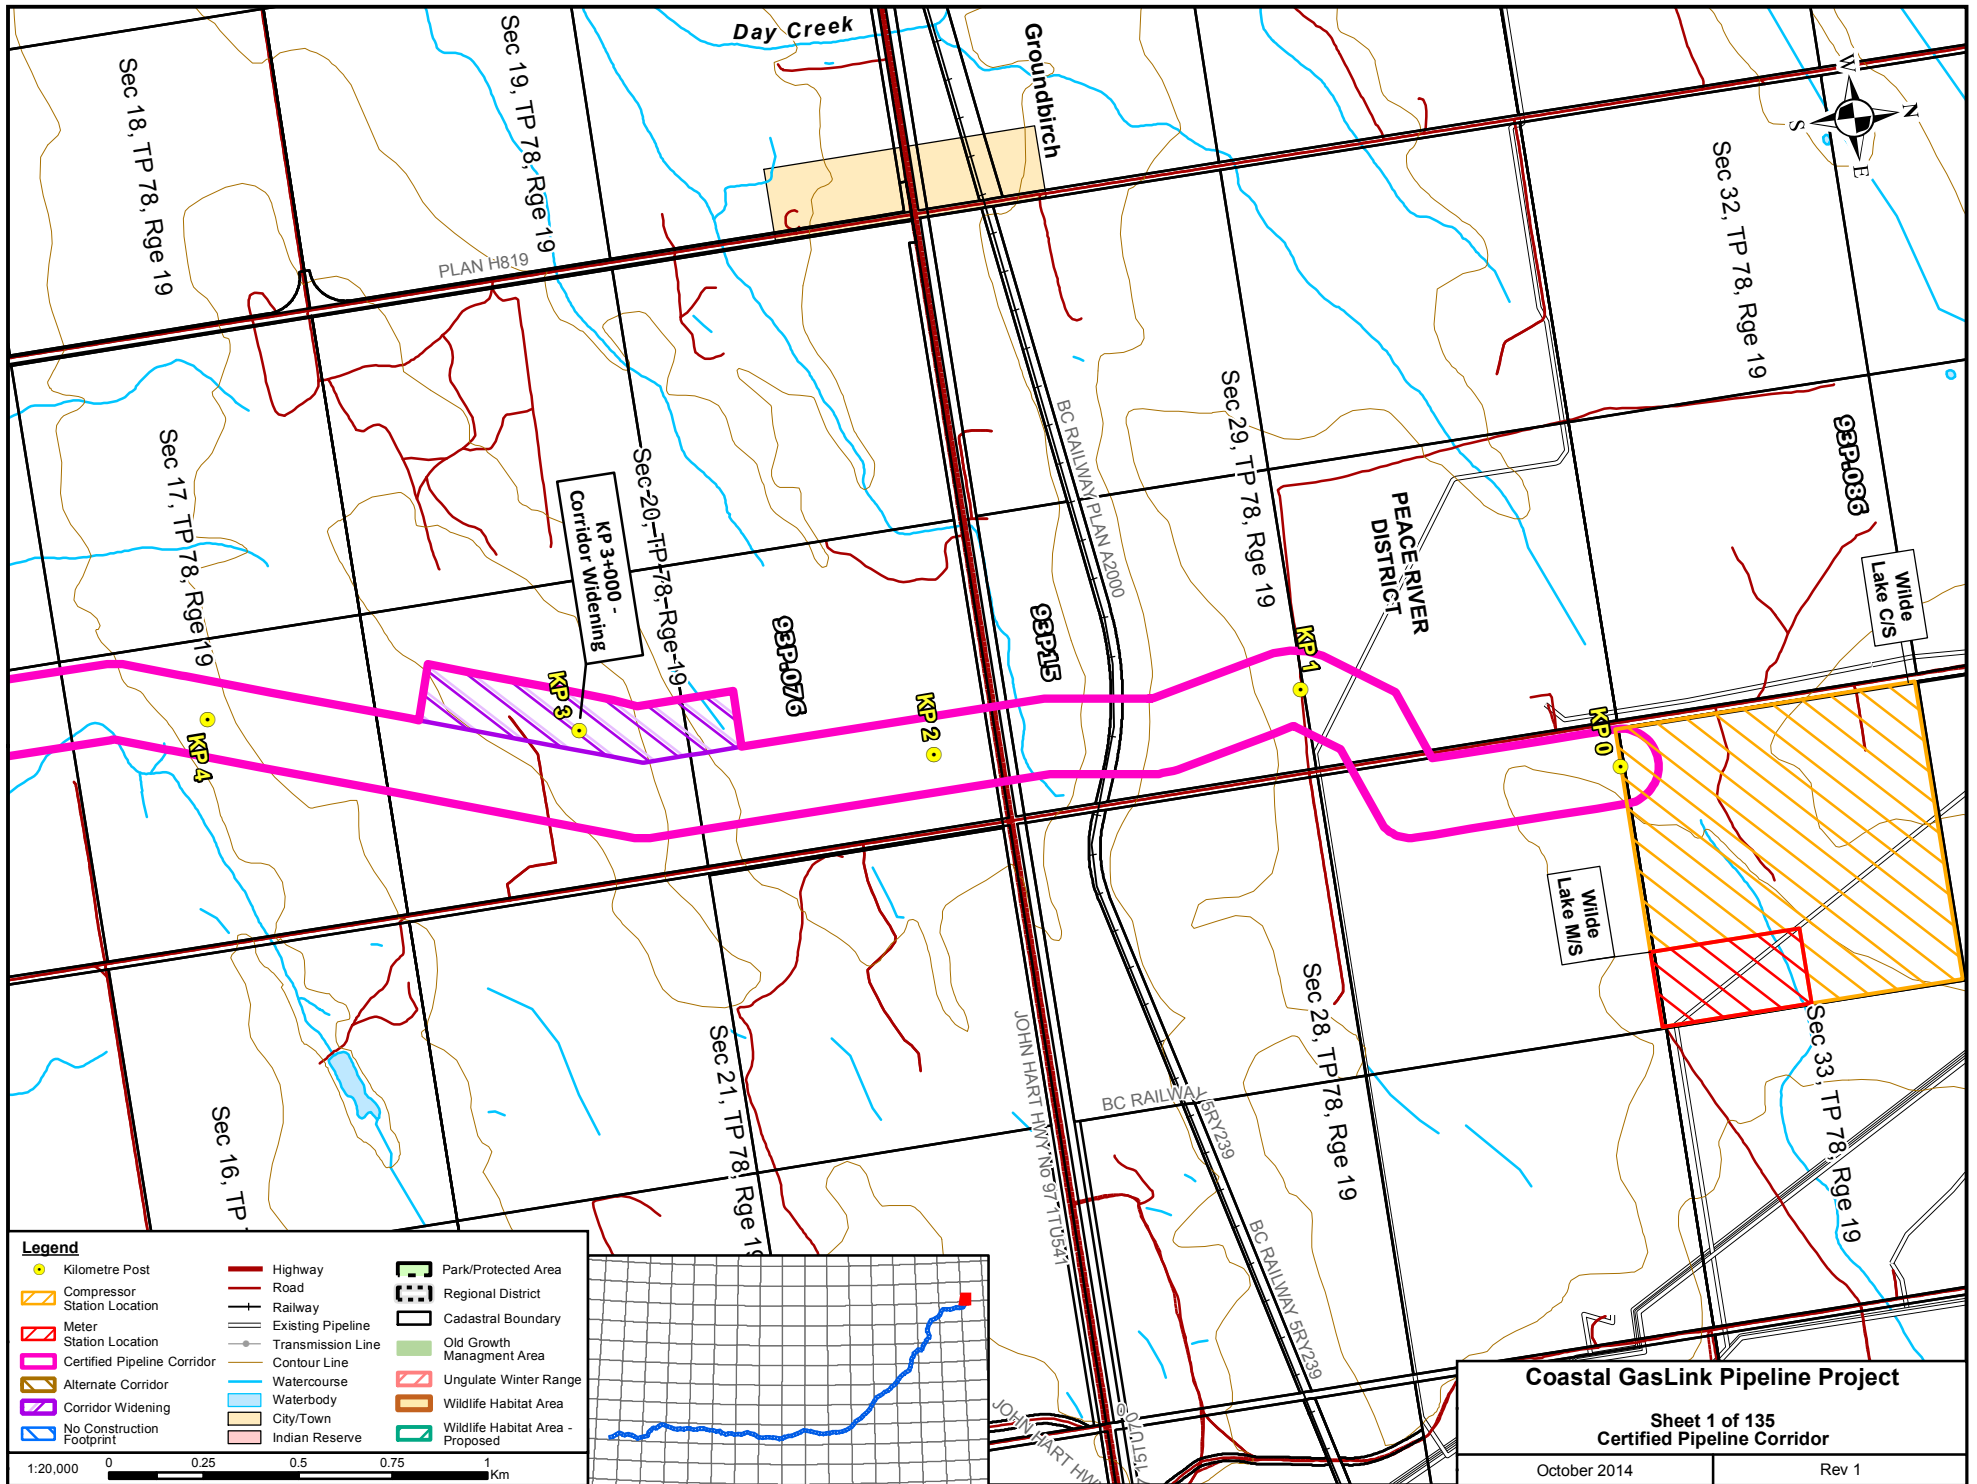 Day Creek
Groundbirch
W
N
S
E
Sec 18, TP 78, Rge 19
Sec 19, TP 78, Rge 19
Sec 32, TP 78, Rge 19
PLAN H819
BC RAILWAY PLAN A2000
Sec 29, TP 78, Rge 19
93P.086
PEACE RIVER
DISTRICT
Wilde
Lake C/S
Sec 17, TP 78, Rge 19
KP 3+000 -
Corridor Widening
Sec 20, TP 78, Rge 19
93P.076
93P15
KP 0
KP 1
KP 2
KP 3
KP 4
Wilde
Lake M/S
Sec 16, TP
Sec 21, TP 78, Rge 19
JOHN HART HWY No 97 1TU541
Sec 28, TP 78, Rge 19
Sec 33, TP 78, Rge 19
BC RAILWAY 5RY239
BC RAILWAY 5RY239
JOHN HART HWY
Legend
Kilometre Post
Compressor
Station Location
Meter
Station Location
Certified Pipeline Corridor
Alternate Corridor
Corridor Widening
No Construction
Footprint
Highway
Road
Railway
Existing Pipeline
Transmission Line
Contour Line
Watercourse
Waterbody
City/Town
Indian Reserve
Park/Protected Area
Regional District
Cadastral Boundary
Old Growth
Managment Area
Ungulate Winter Range
Wildlife Habitat Area
Wildlife Habitat Area -
Proposed
1:20,000
0 0.25 0.5 0.75 1
Km
Coastal GasLink Pipeline Project
Sheet 1 of 135
Certified Pipeline Corridor
October 2014
Rev 1